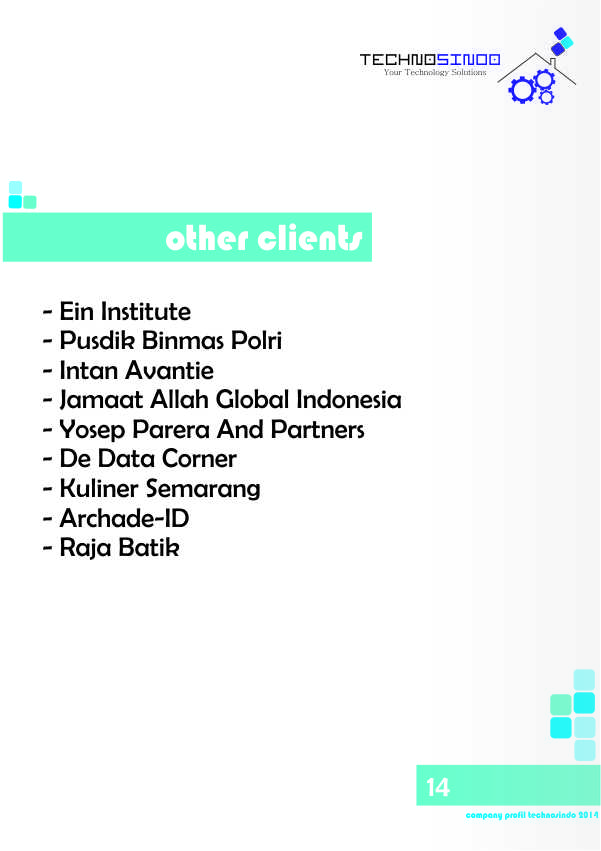 TECHNOSINDO
Your Technology Solutions
other clients
- Ein Institute
- Pusdik Binmas Polri
- Intan Avantie
- Jamaat Allah Global Indonesia
- Yosep Parera And Partners
- De Data Corner
- Kuliner Semarang
- Archade-ID
- Raja Batik
14
company profil technosindo 2014